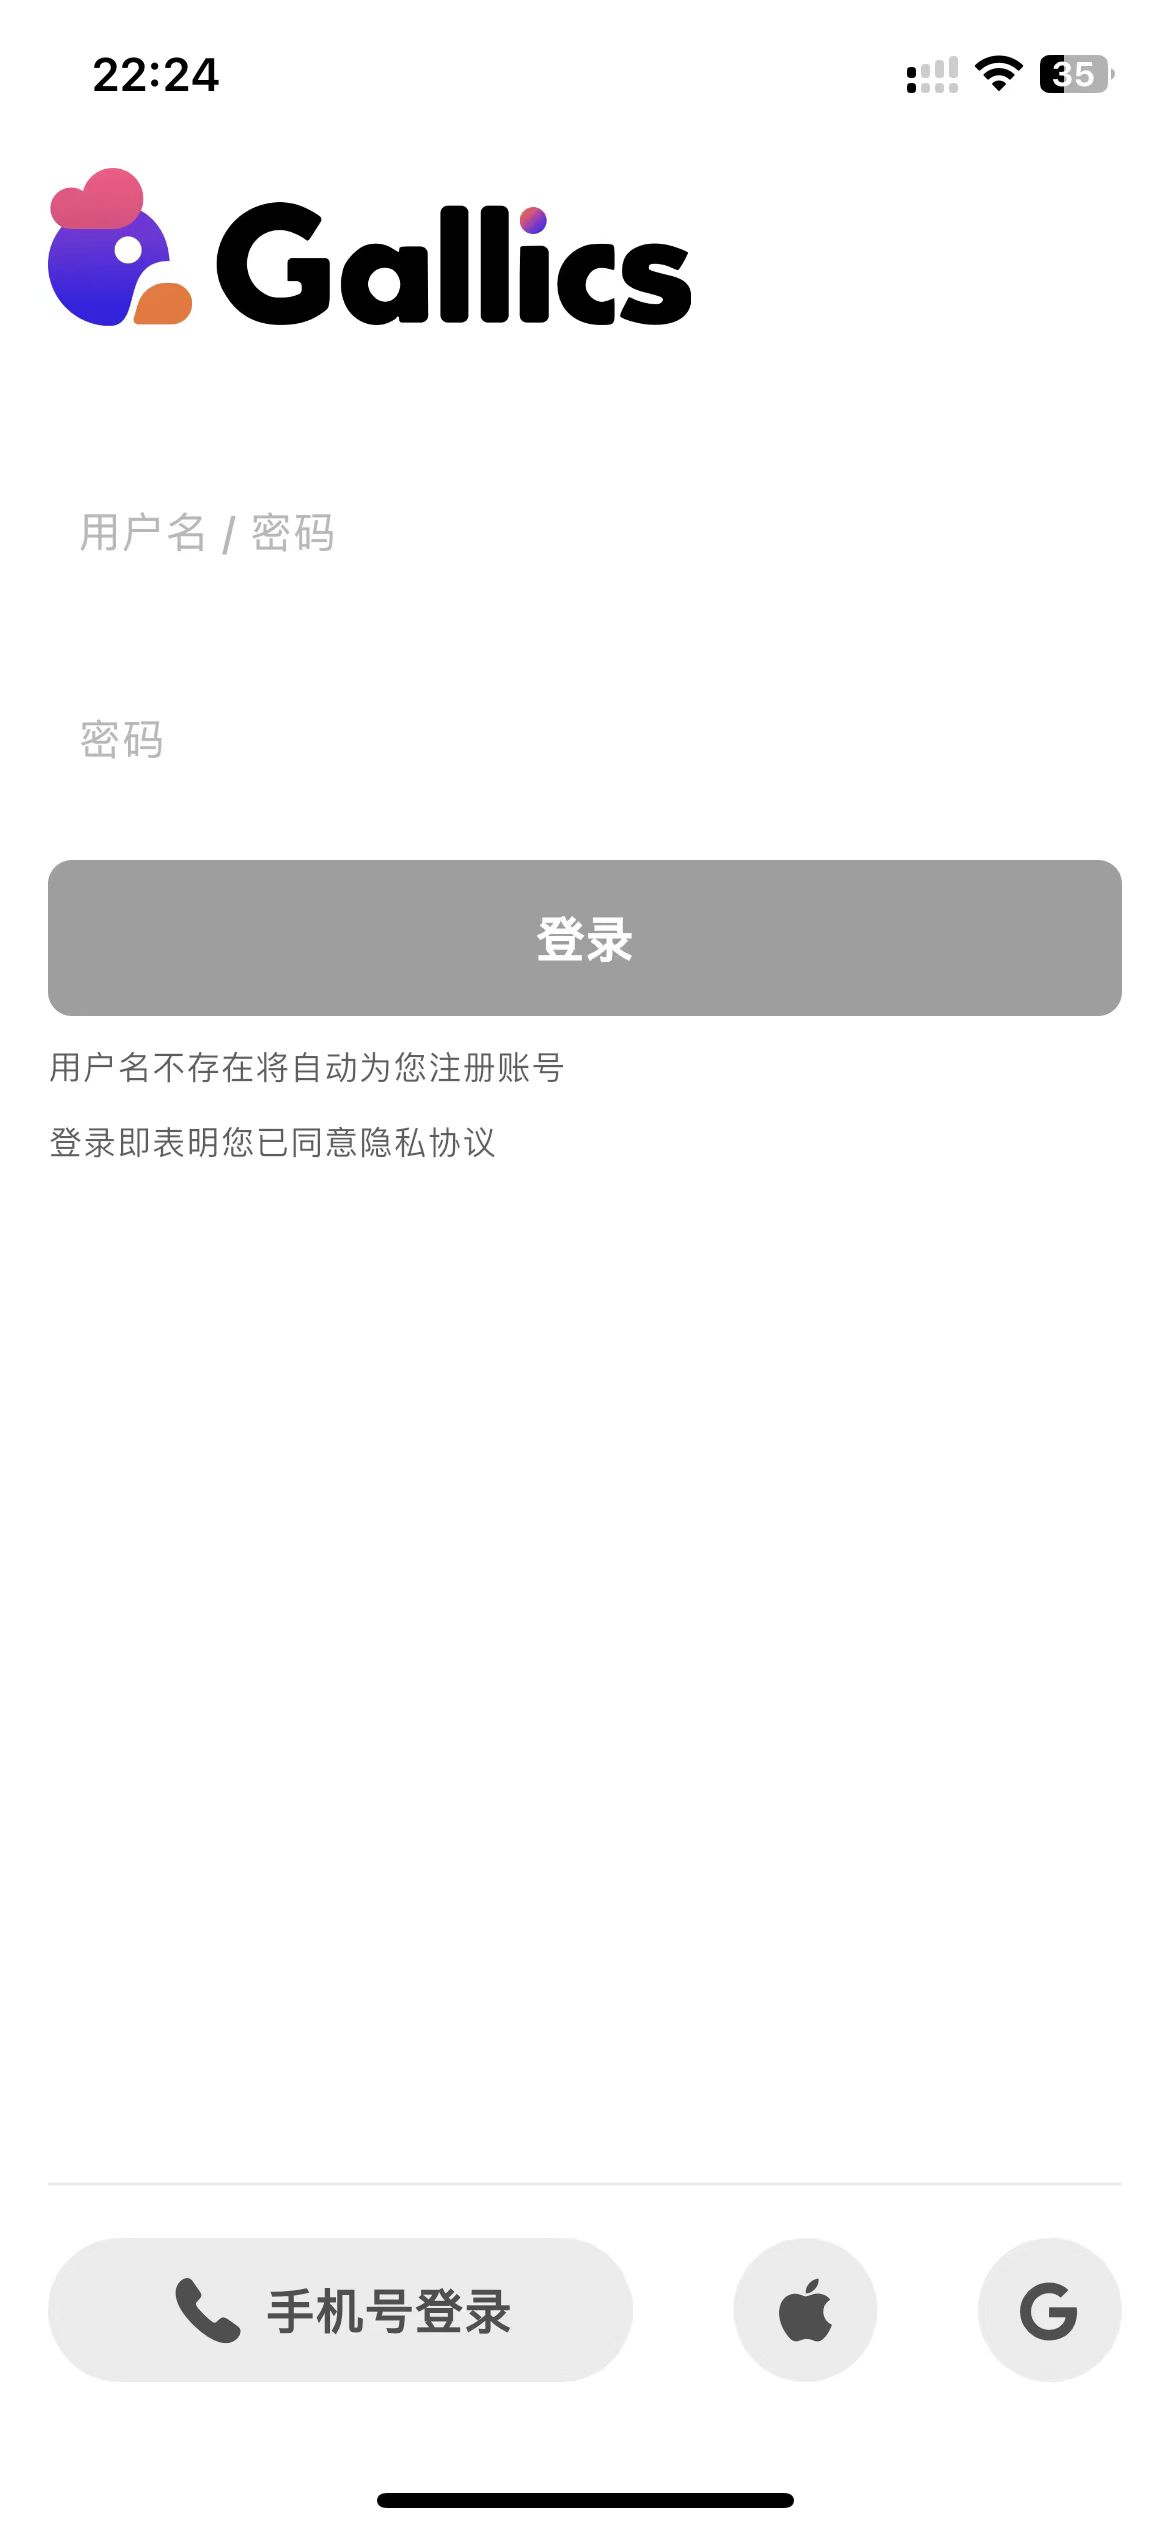 22:24
35
Gallics
用户名 / 密码
密码
登录
用户名不存在将自动为您注册账号
登录即表明您已同意隐私协议
手机号登录